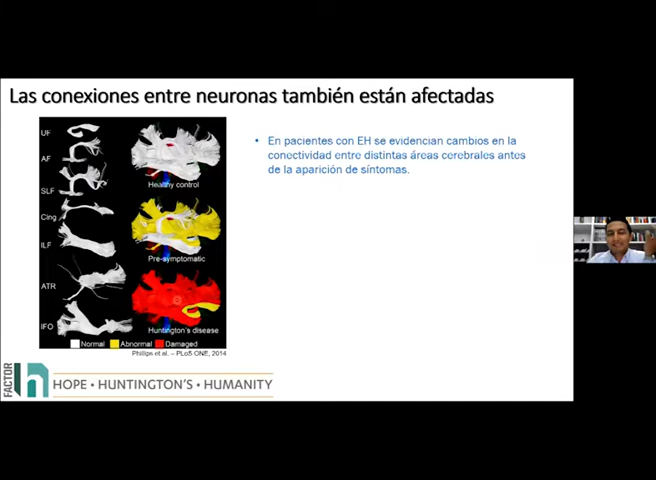 Las conexiones entre neuronas también están afectadas
UF
AF
SLF
Cing
ILF
ATR
IFO
Healthy control
Pre-symptomatic
Huntington's disease
Normal Abnormal Damaged
Phillips et al. – PLoS ONE, 2014
• En pacientes con EH se evidencian cambios en la
conectividad entre distintas áreas cerebrales antes
de la aparición de síntomas.
FACTOR
h
HOPE • HUNTINGTON'S • HUMANITY